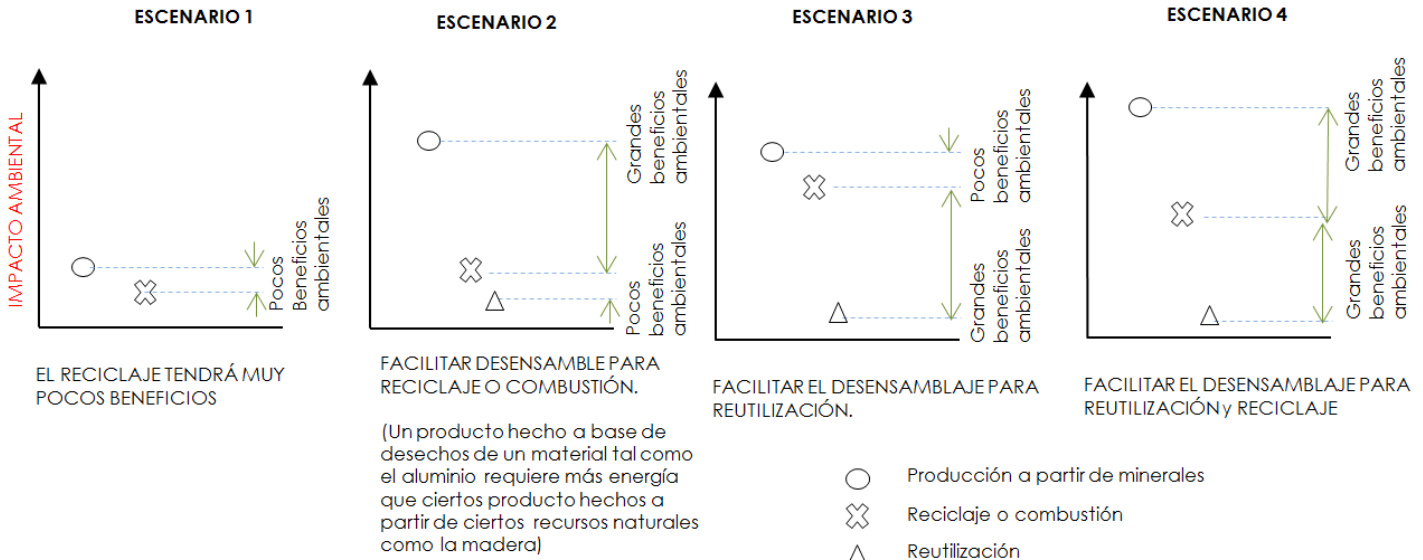 ESCENARIO 1
IMPACTO AMBIENTAL
Pocos
Beneficios
ambientales
EL RECICLAJE TENDRÁ MUY
POCOS BENEFICIOS
ESCENARIO 2
Grandes
beneficios
ambientales
Pocos
beneficios
ambientales
FACILITAR DESENSAMBLE PARA
RECICLAJE O COMBUSTIÓN.
(Un producto hecho a base de
desechos de un material tal como
el aluminio requiere más energía
que ciertos producto hechos a
partir de ciertos recursos naturales
como la madera)
ESCENARIO 3
Pocos
beneficios
ambientales
Grandes
beneficios
ambientales
FACILITAR EL DESENSAMBLAJE PARA
REUTILIZACIÓN.
ESCENARIO 4
Grandes
beneficios
ambientales
Grandes
beneficios
ambientales
FACILITAR EL DESENSAMBLAJE PARA
REUTILIZACIÓN y RECICLAJE
Producción a partir de minerales
Reciclaje o combustión
Reutilización